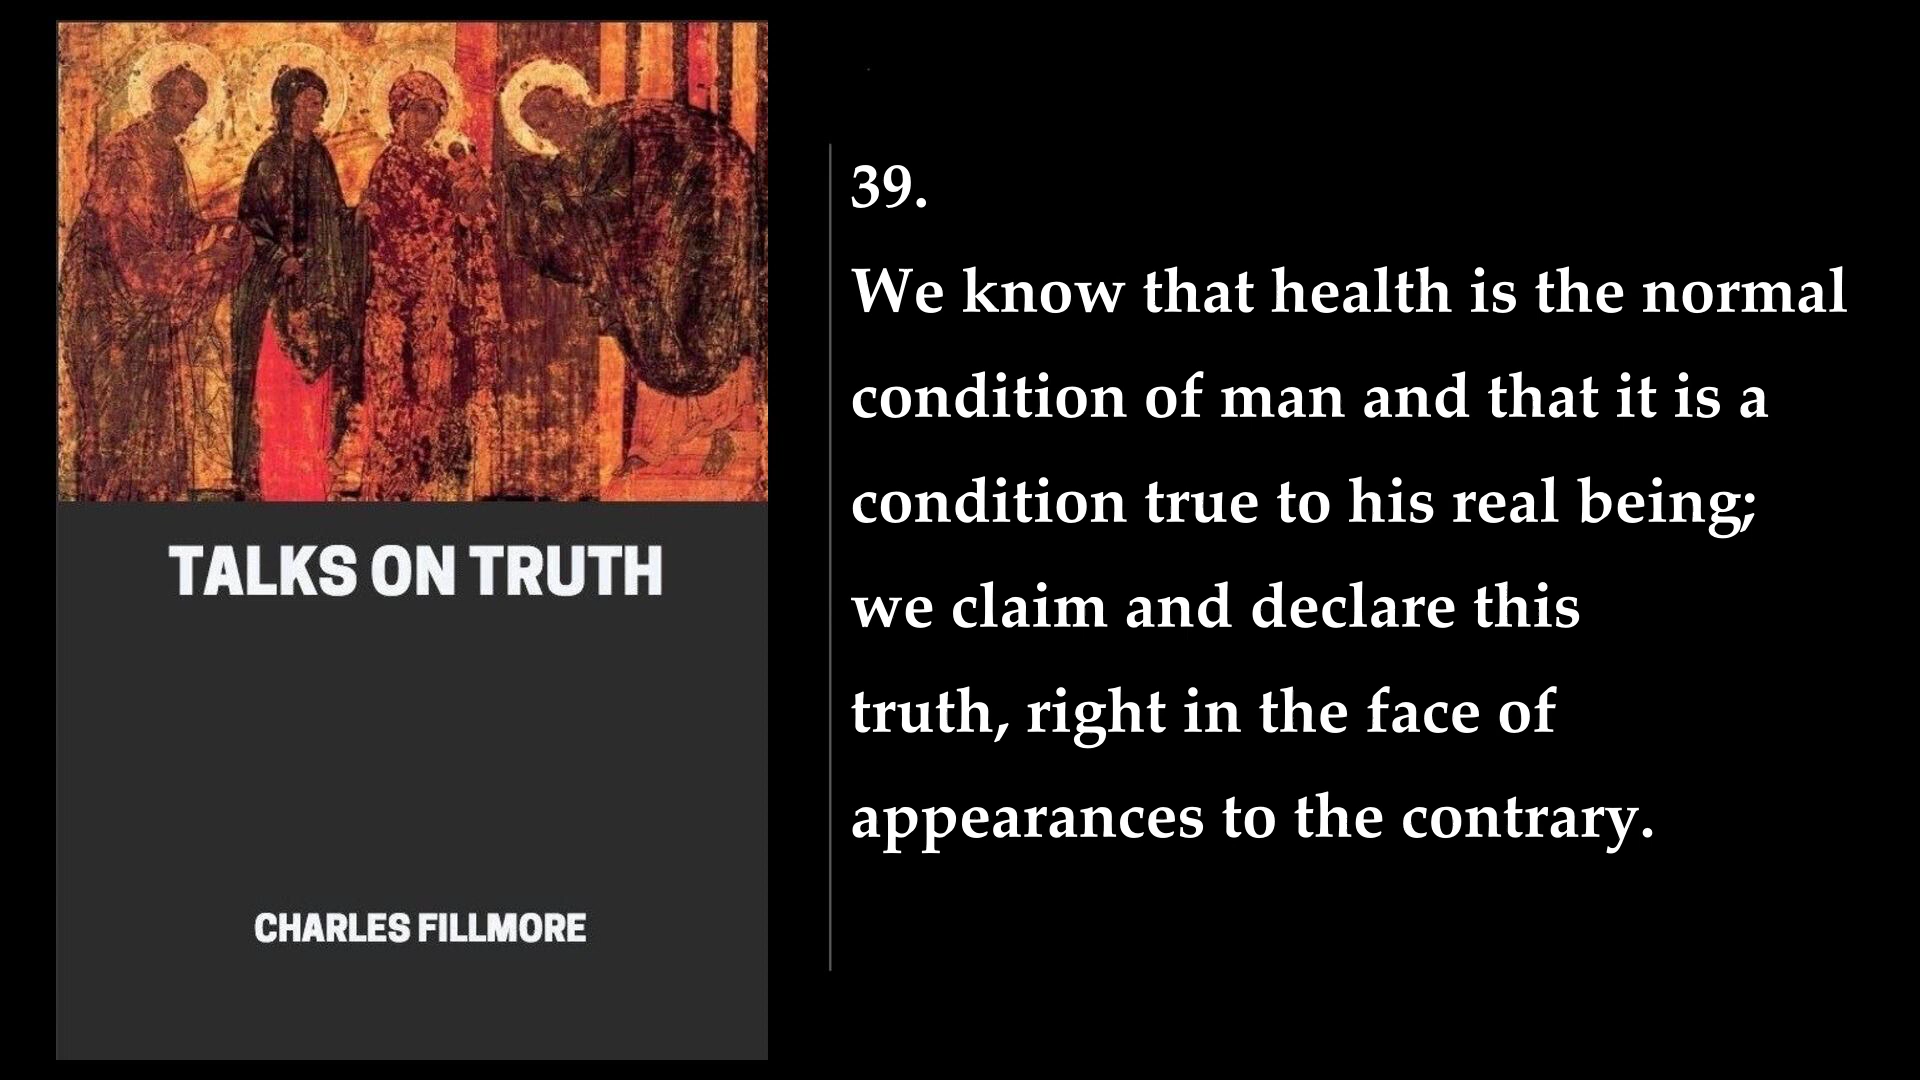 TALKS ON TRUTH
CHARLES FILLMORE
39.
We know that health is the normal
condition of man and that it is a
condition true to his real being;
we claim and declare this
truth, right in the face of
appearances to the contrary.